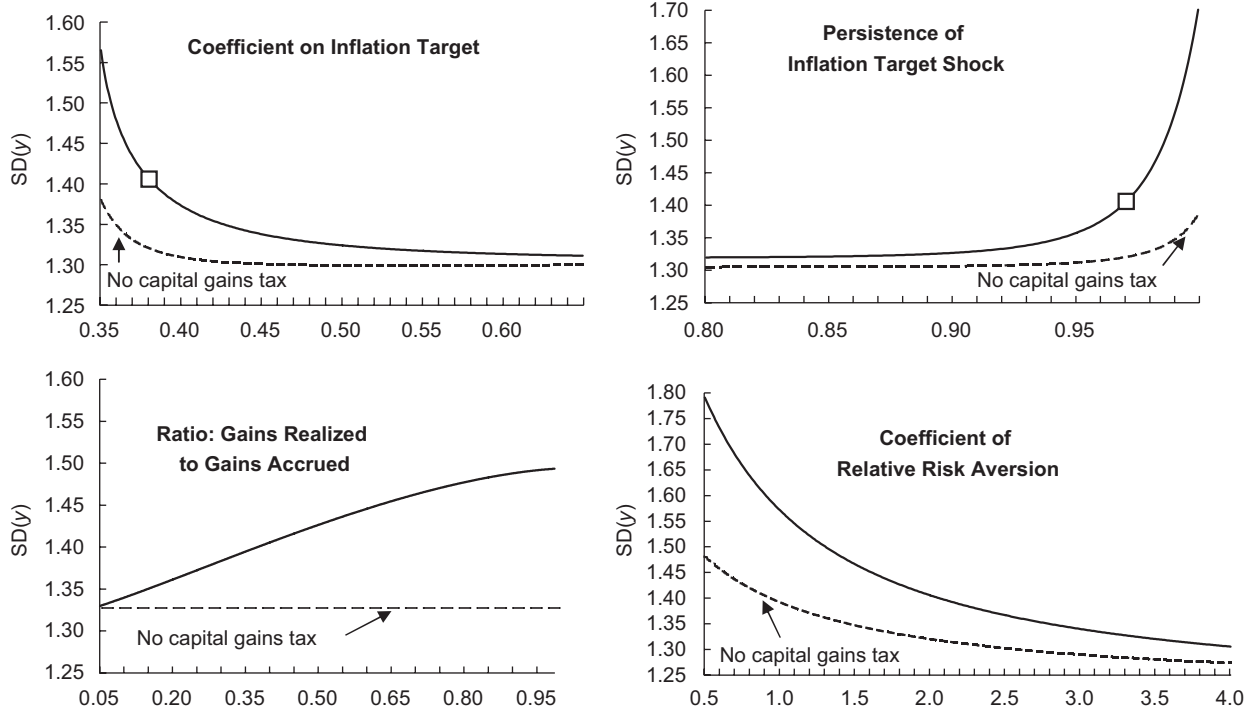 Coefficient on Inflation Target
SD(y)
1.60
1.55
1.50
1.45
1.40
1.35
1.30
1.25
No capital gains tax
0.35 0.40 0.45 0.50 0.55 0.60
Persistence of
Inflation Target Shock
SD(y)
1.70
1.65
1.60
1.55
1.50
1.45
1.40
1.35
1.30
1.25
No capital gains tax
0.80 0.85 0.90 0.95
Ratio: Gains Realized
to Gains Accrued
SD(y)
1.60
1.55
1.50
1.45
1.40
1.35
1.30
1.25
No capital gains tax
0.05 0.20 0.35 0.50 0.65 0.80 0.95
Coefficient of
Relative Risk Aversion
SD(y)
1.80
1.75
1.70
1.65
1.60
1.55
1.50
1.45
1.40
1.35
1.30
1.25
No capital gains tax
0.5 1.0 1.5 2.0 2.5 3.0 3.5 4.0